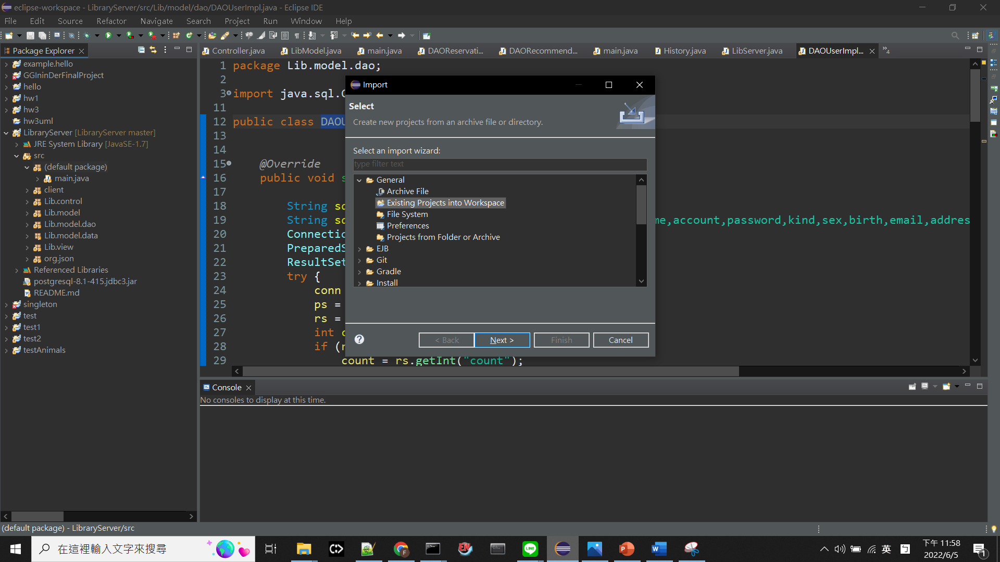 eclipse-workspace - LibraryServer/src/Lib/model/dao/DAOUserImpl.java - Eclipse IDE
File Edit Source Refactor Navigate Search Project Run Window Help
Package Explorer
Controller.java LibModel.java main.java DAOReservati... DAORecommend... main.java History.java LibServer.java DAOUserImpl... »4
example.hello
GGIninDerFinalProject
hello
hw1
hw3
hw3uml
LibraryServer [LibraryServer master]
JRE System Library [JavaSE-1.7]
src
(default package)
main.java
client
Lib.control
Lib.model
Lib.model.dao
Lib.model.data
Lib.view
org.json
Referenced Libraries
postgresql-8.1-415.jdbc3.jar
README.md
singleton
test
test1
test2
testAnimals
1 package Lib.model.dao;
2
3 import java.sql.
11
12 public class DAOU
13
14
15 @Override
16 public void s
17
18 String sq
19 String sq me,account,password,kind,sex,birth,email,addres
20 Connectio
21 PreparedS
22 ResultSet
23 try {
24 conn
25 ps =
26 rs =
27 int c
28 if (r
29 count = rs.getInt("count");
Import
Select
Create new projects from an archive file or directory.
Select an import wizard:
type filter text
General
Archive File
Existing Projects into Workspace
File System
Preferences
Projects from Folder or Archive
EJB
Git
Gradle
Install
< Back Next > Finish Cancel
Console
No consoles to display at this time.
(default package) - LibraryServer/src
在這裡輸入文字來搜尋
英
下午 11:58
2022/6/5
1